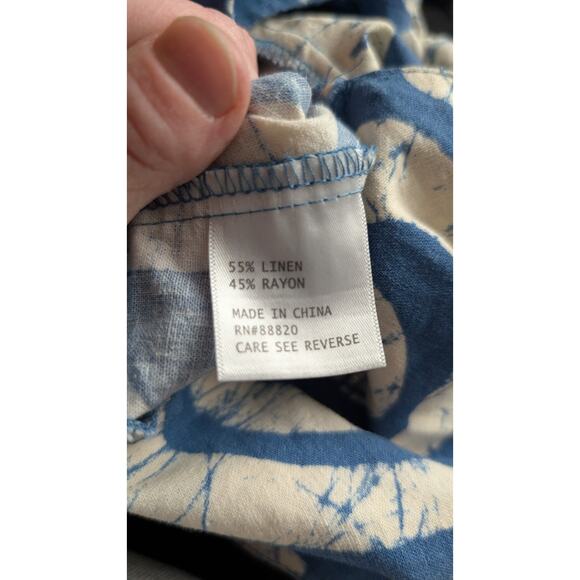 55% LINEN
45% RAYON
MADE IN CHINA
RN#88820
CARE SEE REVERSE